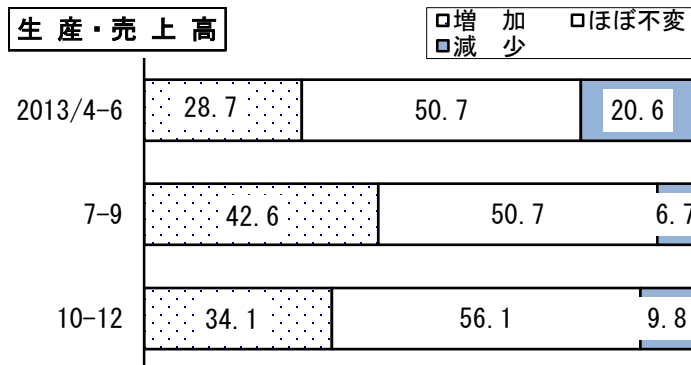 生産・売上高
□増　加　□ほぼ不変
■減　少
2013/4-6 28.7 50.7 20.6
7-9 42.6 50.7 6.7
10-12 34.1 56.1 9.8